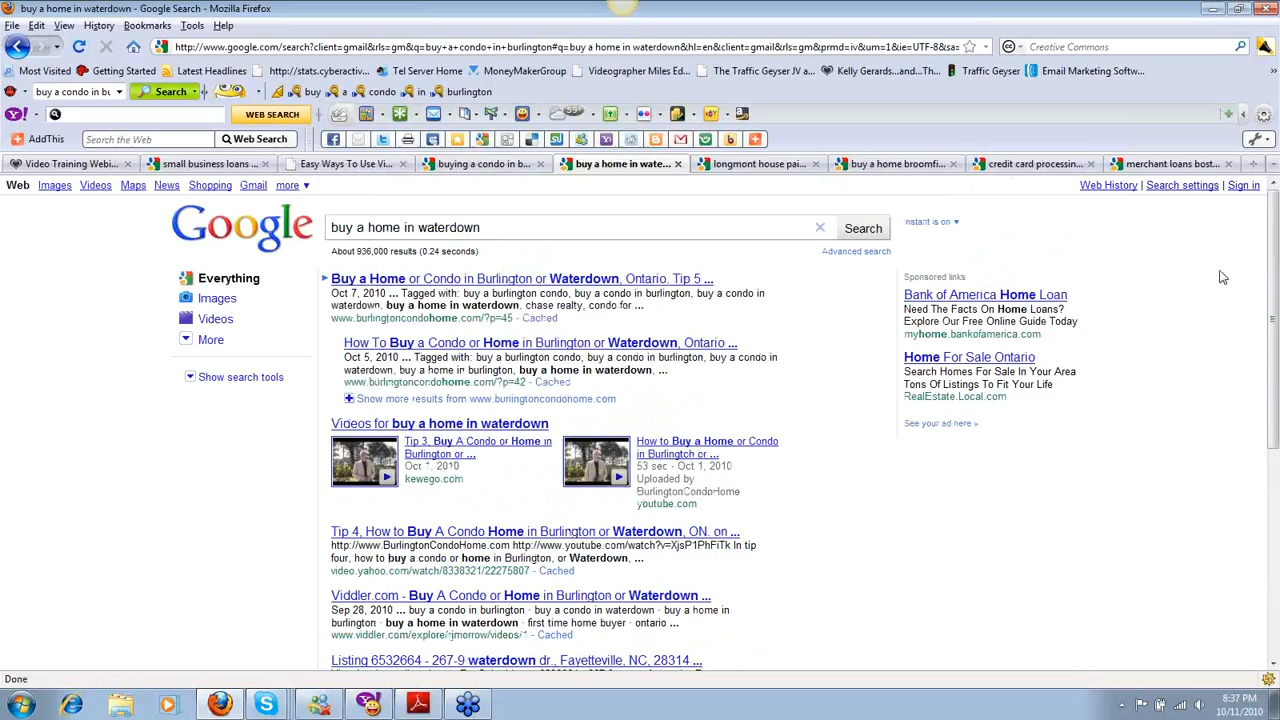 buy a home in waterdown - Google Search - Mozilla Firefox
File Edit View History Bookmarks Tools Help
http://www.google.com/search?client=gmail&rls=gm&q=buy+a+condo+in+burlington#q=buy a home in waterdown&hl=en&client=gmail&rls=gm&prmd=iv&um=1&ie=UTF-8&sa= Creative Commons
Most Visited Getting Started Latest Headlines http://stats.cyberactiv... Tel Server Home MoneyMakerGroup Videographer Miles Ed... The Traffic Geyser JV a... Kelly Gerards...and...Th... Traffic Geyser Email Marketing Softw...
buy a condo in bu Search buy a condo in burlington
Y! WEB SEARCH
AddThis Search the Web Web Search
Video Training Webi... small business loans ... Easy Ways To Use Vi... buying a condo in b... buy a home in wate... longmont house pai... buy a home broomfi... credit card processin... merchant loans bost...
Web Images Videos Maps News Shopping Gmail more Web History | Search settings | Sign in
Google buy a home in waterdown Search Instant is on
About 936,000 results (0.24 seconds) Advanced search
Everything
Images
Videos
More
Show search tools
Buy a Home or Condo in Burlington or Waterdown, Ontario. Tip 5 ...
Oct 7, 2010 ... Tagged with: buy a burlington condo, buy a condo in burlington, buy a condo in
waterdown, buy a home in waterdown, chase realty, condo for ...
www.burlingtoncondohome.com/?p=45 - Cached
How To Buy a Condo or Home in Burlington or Waterdown, Ontario ...
Oct 5, 2010 ... Tagged with: buy a burlington condo, buy a condo in burlington, buy a condo in
waterdown, buy a home in burlington, buy a home in waterdown, ...
www.burlingtoncondohome.com/?p=42 - Cached
Show more results from www.burlingtoncondohome.com
Videos for buy a home in waterdown
Tip 3, Buy A Condo or Home in
Burlington or ...
Oct 1, 2010
kewego.com
How to Buy a Home or Condo
in Burlington or ...
53 sec - Oct 1, 2010
Uploaded by
BurlingtonCondoHome
youtube.com
Tip 4, How to Buy A Condo Home in Burlington or Waterdown, ON. on ...
http://www.BurlingtonCondoHome.com http://www.youtube.com/watch?v=XjsP1PhFiTk In tip
four, how to buy a condo or home in Burlington, or Waterdown, ...
video.yahoo.com/watch/8338321/22275807 - Cached
Viddler.com - Buy A Condo or Home in Burlington or Waterdown ...
Sep 28, 2010 ... buy a condo in burlington · buy a condo in waterdown · buy a home in
burlington · buy a home in waterdown · first time home buyer · ontario ...
www.viddler.com/explore/rjmorrow/videos/1 - Cached
Listing 6532664 - 267-9 waterdown dr., Fayetteville, NC, 28314 ...
Sponsored links
Bank of America Home Loan
Need The Facts On Home Loans?
Explore Our Free Online Guide Today
myhome.bankofamerica.com
Home For Sale Ontario
Search Homes For Sale In Your Area
Tons Of Listings To Fit Your Life
RealEstate.Local.com
See your ad here »
Done
8:37 PM
10/11/2010